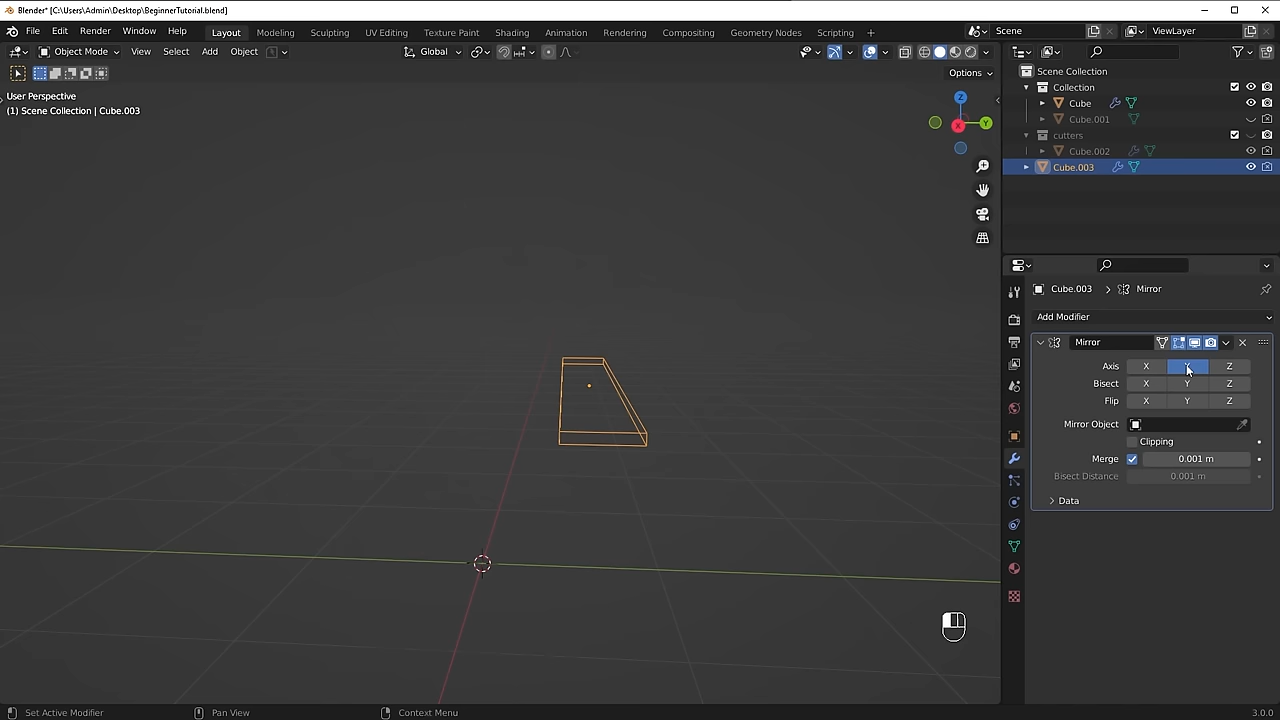 Blender* [C:\Users\Admin\Desktop\BeginnerTutorial.blend]
File Edit Render Window Help Layout Modeling Sculpting UV Editing Texture Paint Shading Animation Rendering Compositing Geometry Nodes Scripting + Scene ViewLayer
Object Mode View Select Add Object Global
Options
User Perspective
(1) Scene Collection | Cube.003
Z
X
Y
Scene Collection
Collection
Cube
Cube.001
cutters
Cube.002
Cube.003
Cube.003 > Mirror
Add Modifier
Mirror
Axis X Z
Bisect X Y Z
Flip X Y Z
Mirror Object
Clipping
Merge 0.001 m
Bisect Distance 0.001 m
> Data
Set Active Modifier Pan View Context Menu 3.0.0